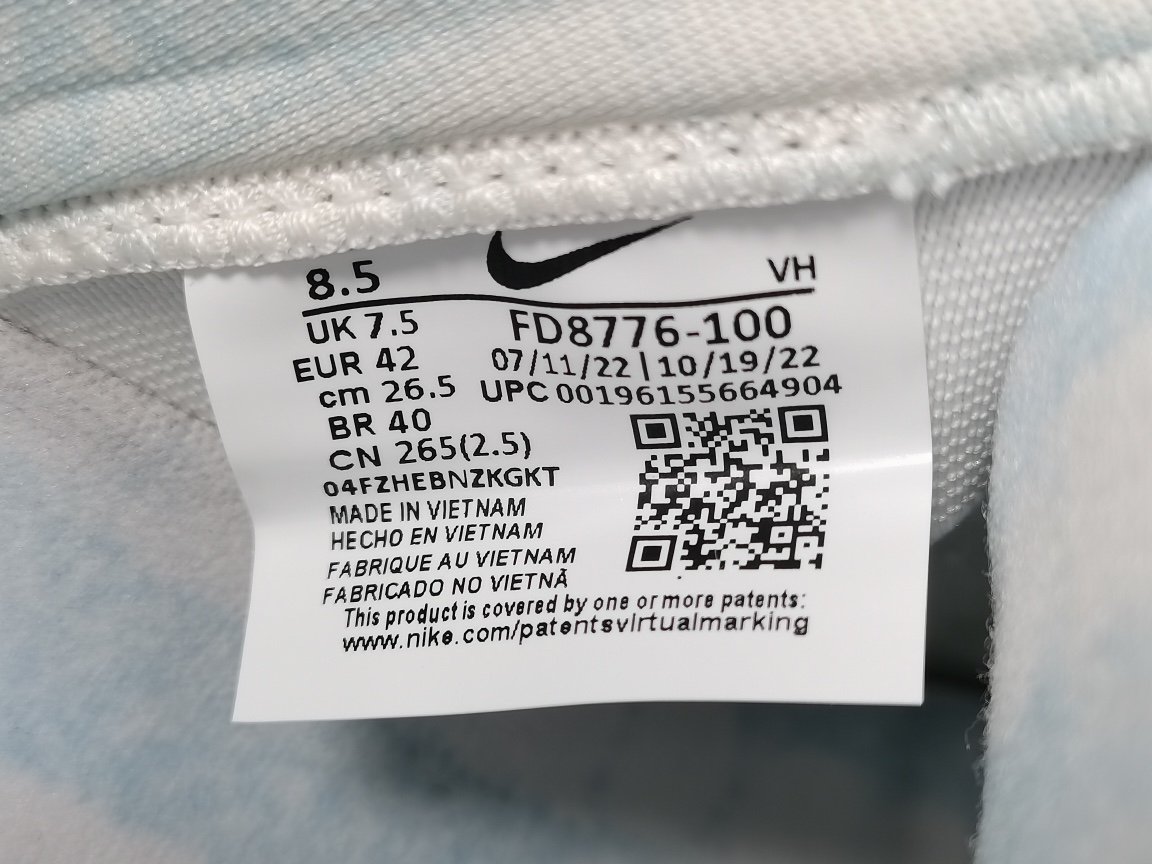 8.5
VH
UK 7.5
FD8776-100
EUR 42
07/11/22 | 10/19/22
cm 26.5
UPC 00196155664904
BR 40
CN 265(2.5)
04FZHEBNZKGKT
MADE IN VIETNAM
HECHO EN VIETNAM
FABRIQUE AU VIETNAM
FABRICADO NO VIETNÃ
This product is covered by one or more patents:
www.nike.com/patentsvirtualmarking